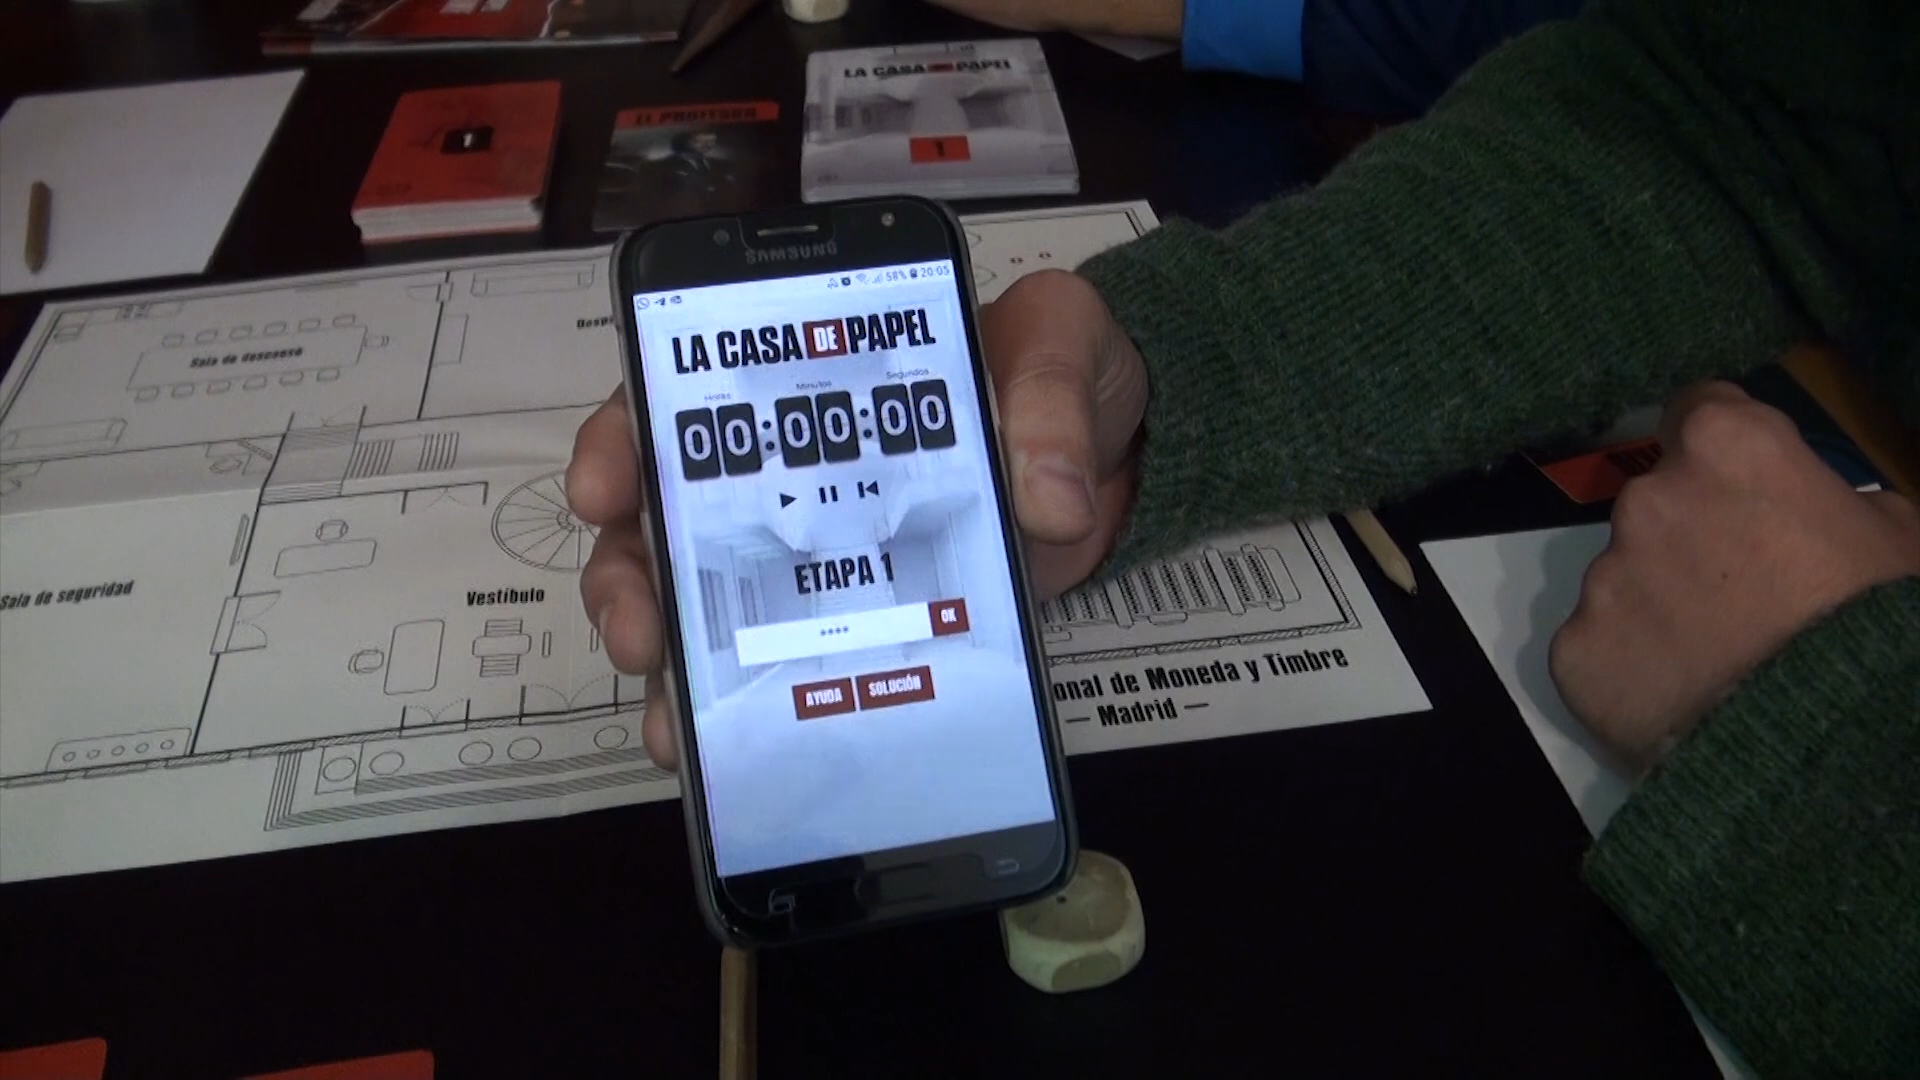 LA CASA DE PAPEL
1
1
EL PROFESOR
SAMSUNG
58% 20:05
LA CASA DE PAPEL
Horas Minutos Segundos
00:00:00
ETAPA 1
**** OK
AYUDA SOLUCIÓN
Sala de descanso
Desp
Sala de seguridad
Vestíbulo
onal de Moneda y Timbre
— Madrid —